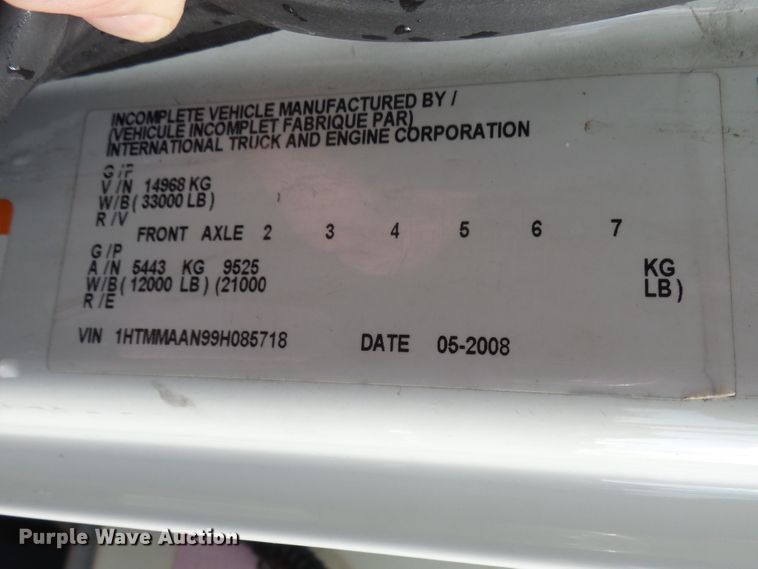 INCOMPLETE VEHICLE MANUFACTURED BY /
(VEHICULE INCOMPLET FABRIQUE PAR)
INTERNATIONAL TRUCK AND ENGINE CORPORATION
G /P
V / N 14968 KG
W/B( 33000 LB )
R / V
FRONT AXLE 2 3 4 5 6 7
G /P
A / N 5443 KG 9525 KG
W/B( 12000 LB ) (21000 LB )
R / E
VIN 1HTMMAAN99H085718 DATE 05-2008
Purple Wave Auction